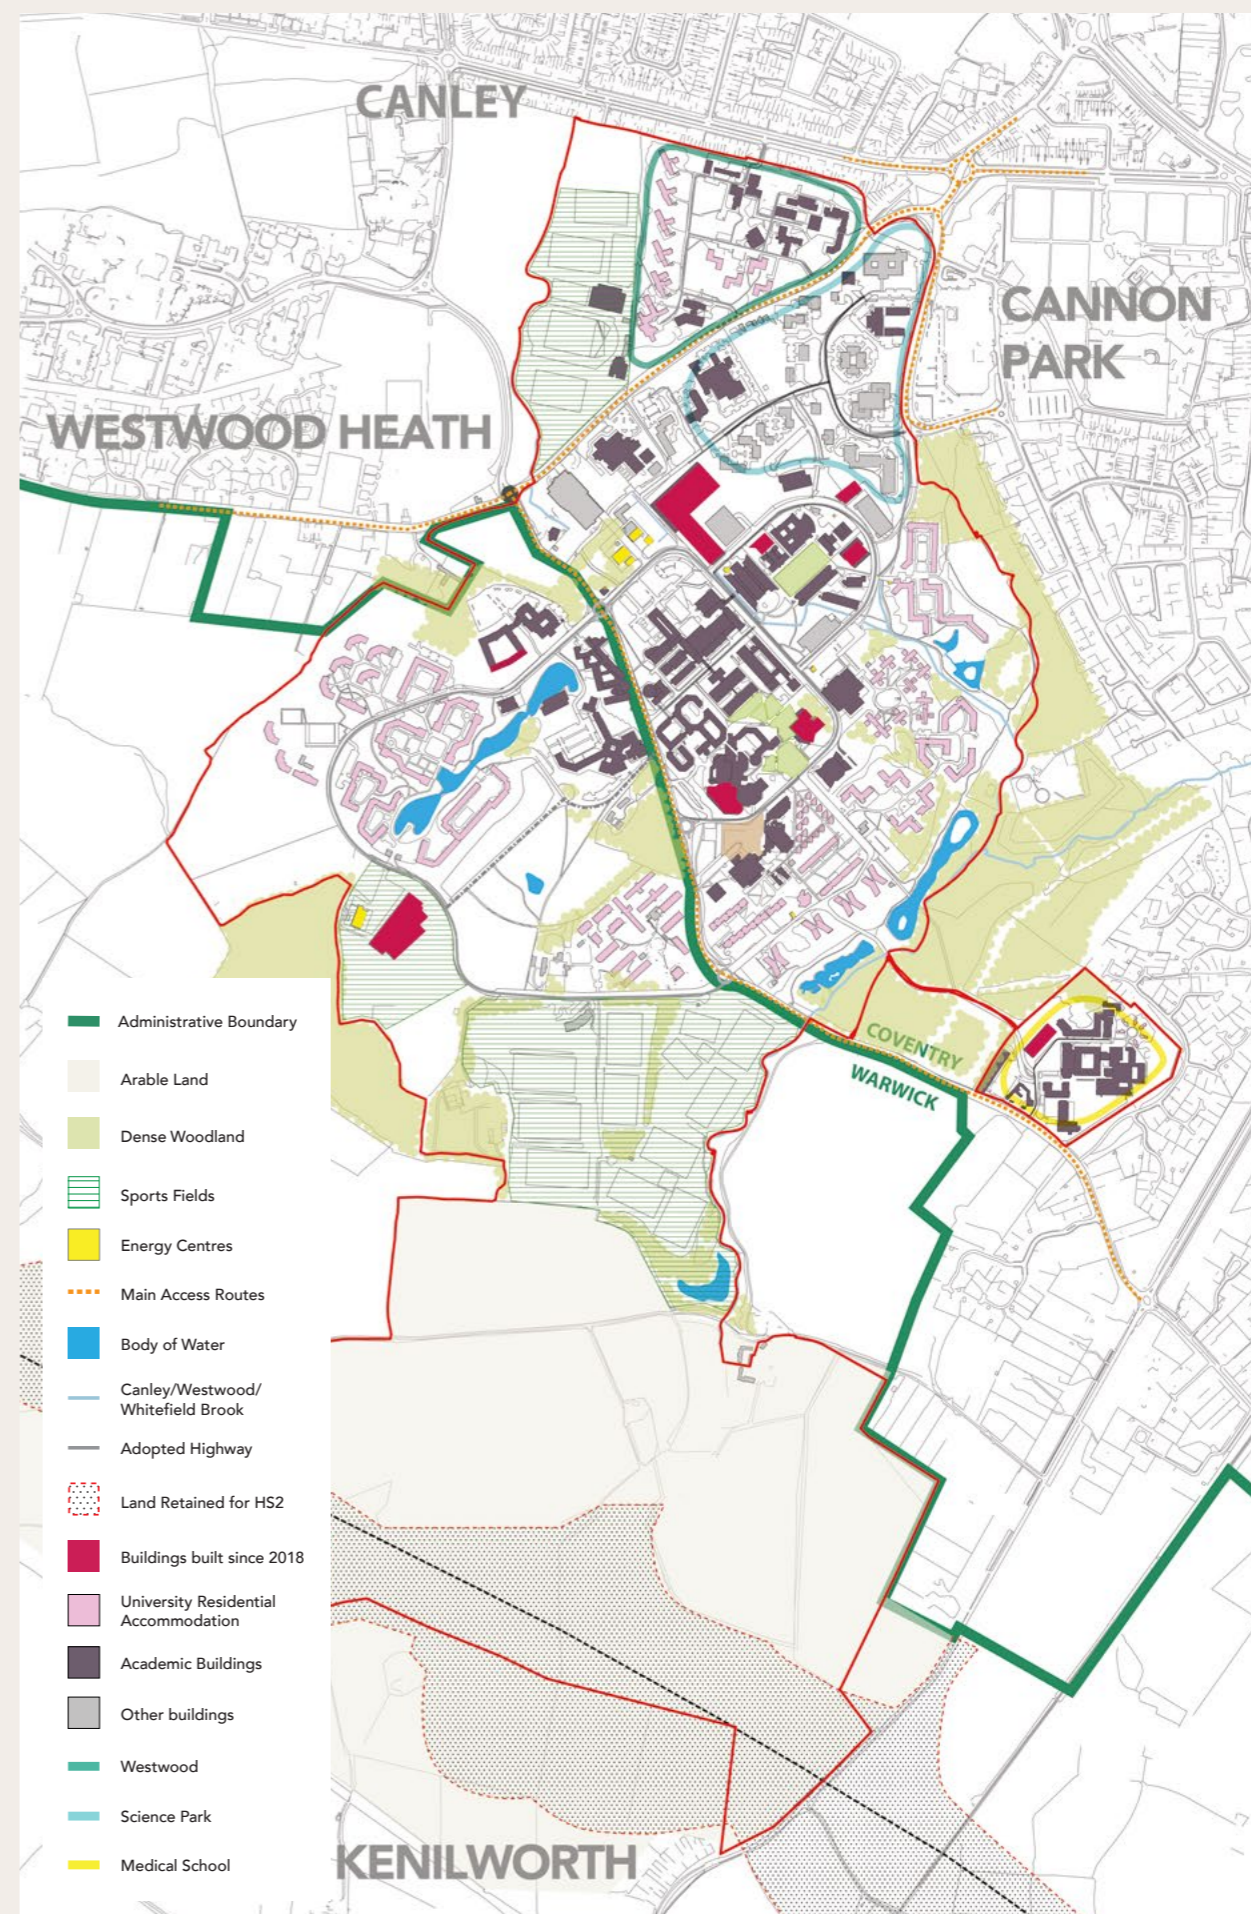 CANLEY
CANNON
PARK
WESTWOOD HEATH
COVENTRY
WARWICK
Administrative Boundary
Arable Land
Dense Woodland
Sports Fields
Energy Centres
Main Access Routes
Body of Water
Canley/Westwood/
Whitefield Brook
Adopted Highway
Land Retained for HS2
Buildings built since 2018
University Residential
Accommodation
Academic Buildings
Other buildings
Westwood
Science Park
Medical School
KENILWORTH